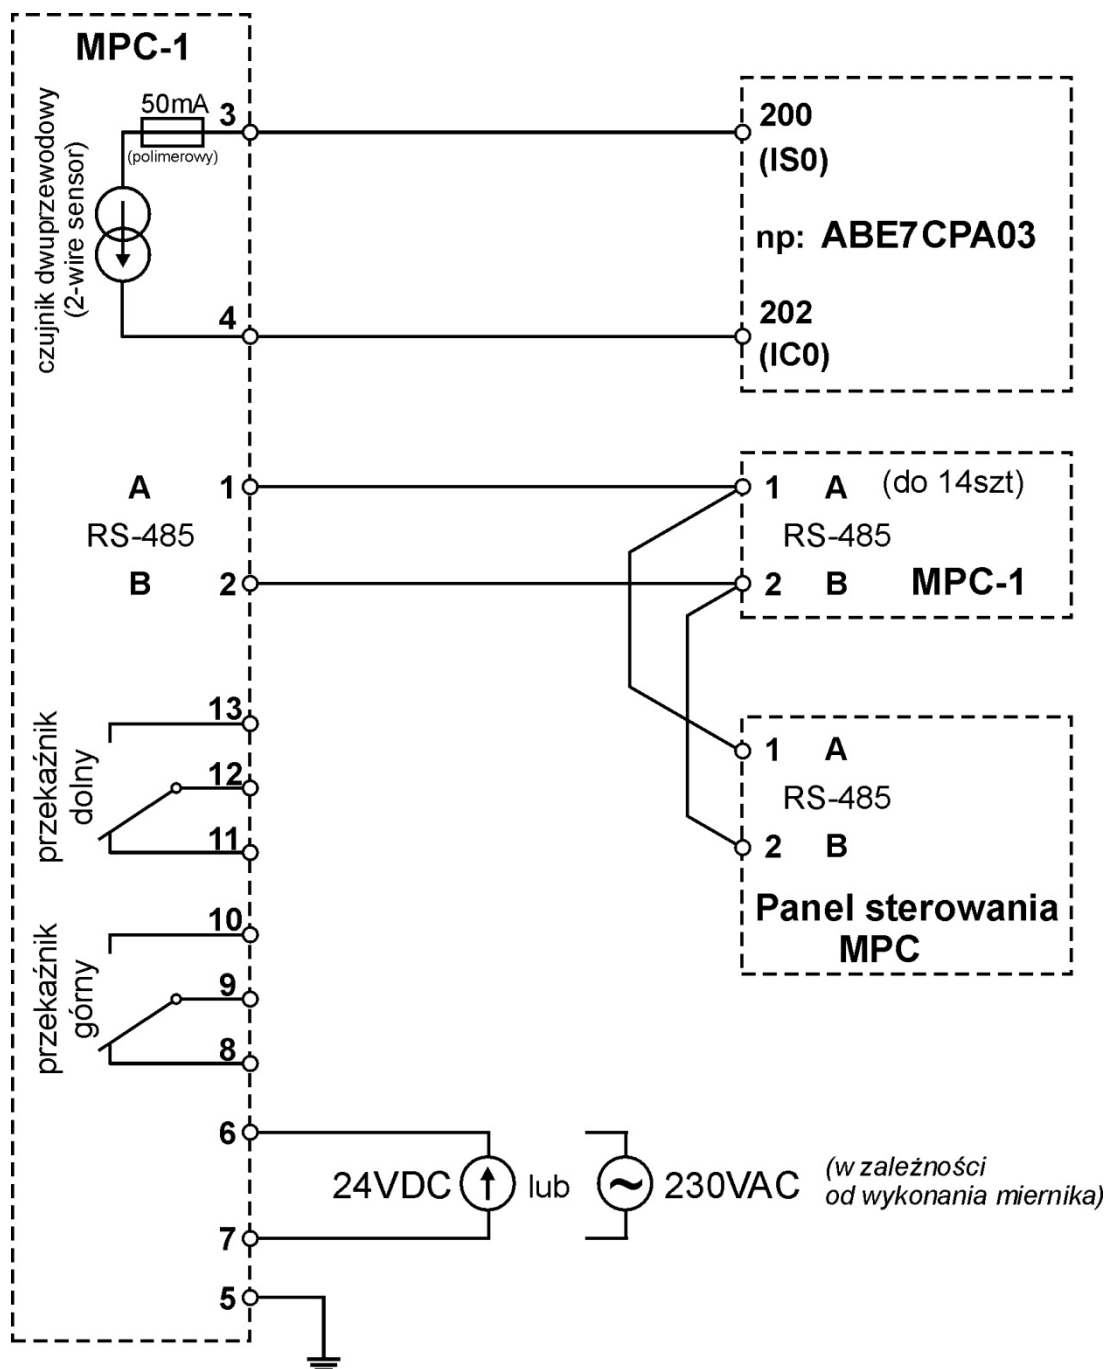 MPC-1
50mA
(polimerowy)
3
czujnik dwuprzewodowy
(2-wire sensor)
4
200
(IS0)
np: ABE7CPA03
202
(IC0)
A
1
RS-485
B
2
1 A (do 14szt)
RS-485
2 B MPC-1
13
12
11
przekaźnik
dolny
1 A
RS-485
2 B
Panel sterowania
MPC
10
9
8
przekaźnik
górny
6
24VDC lub ~ 230VAC
(w zależności
od wykonania miernika)
7
5